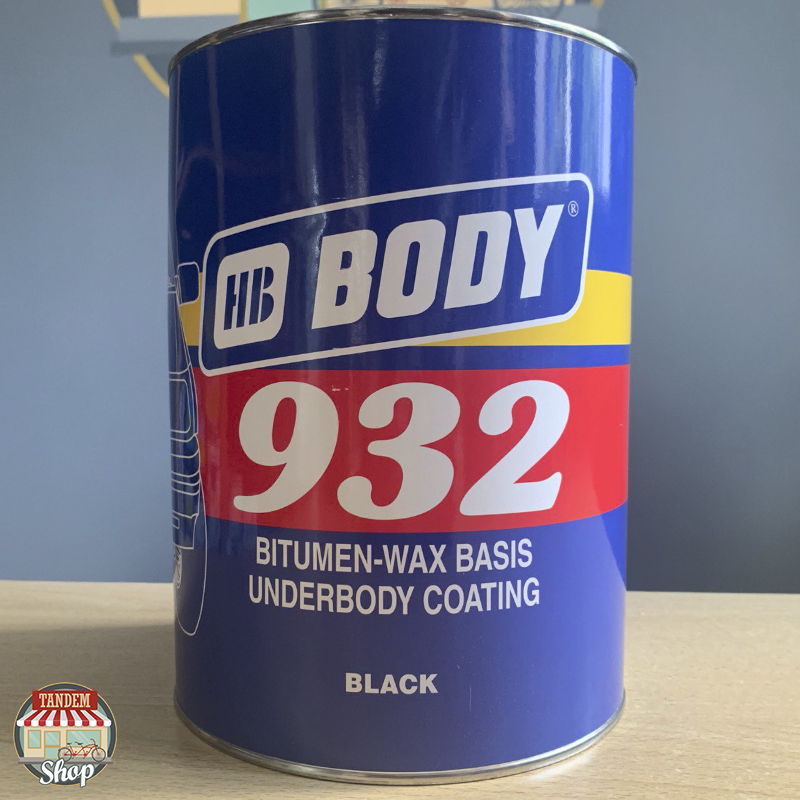 HB BODY®
932
BITUMEN-WAX BASIS
UNDERBODY COATING
BLACK
TANDEM
Shop